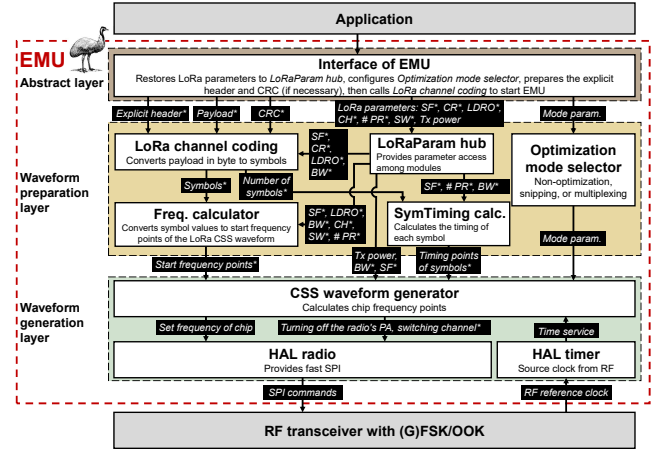 Application
EMU
Abstract layer
Interface of EMU
Restores LoRa parameters to LoRaParam hub, configures Optimization mode selector, prepares the explicit
header and CRC (if necessary), then calls LoRa channel coding to start EMU
Explicit header*
Payload*
CRC*
LoRa parameters: SF*, CR*, LDRO*,
CH*, # PR*, SW*, Tx power
Mode param.
Waveform
preparation
layer
LoRa channel coding
Converts payload in byte to symbols
SF*,
CR*,
LDRO*,
BW*
LoRaParam hub
Provides parameter access
among modules
Optimization
mode selector
Non-optimization,
snipping, or
multiplexing
Symbols*
Number of
symbols*
SF*, # PR*, BW*
Freq. calculator
Converts symbol values to start frequency
points of the LoRa CSS waveform
SF*, LDRO*,
BW*, CH*,
SW*, # PR*
SymTiming calc.
Calculates the timing of
each symbol
Mode param.
Start frequency points*
Tx power,
BW*, SF*
Timing points
of symbols*
Waveform
generation
layer
CSS waveform generator
Calculates chip frequency points
Set frequency of chip
Turning off the radio's PA, switching channel*
Time service
HAL radio
Provides fast SPI
HAL timer
Source clock from RF
SPI commands
RF reference clock
RF transceiver with (G)FSK/OOK